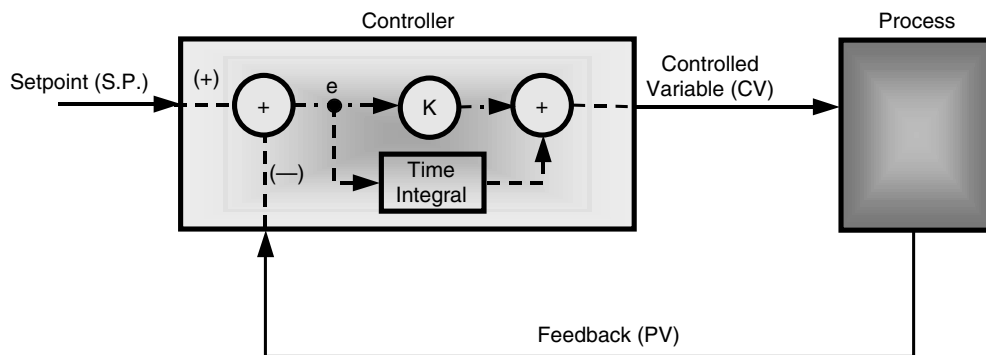 Controller
Process
Setpoint (S.P.)
(+)
+
e
K
+
Controlled
Variable (CV)
(—)
Time
Integral
Feedback (PV)